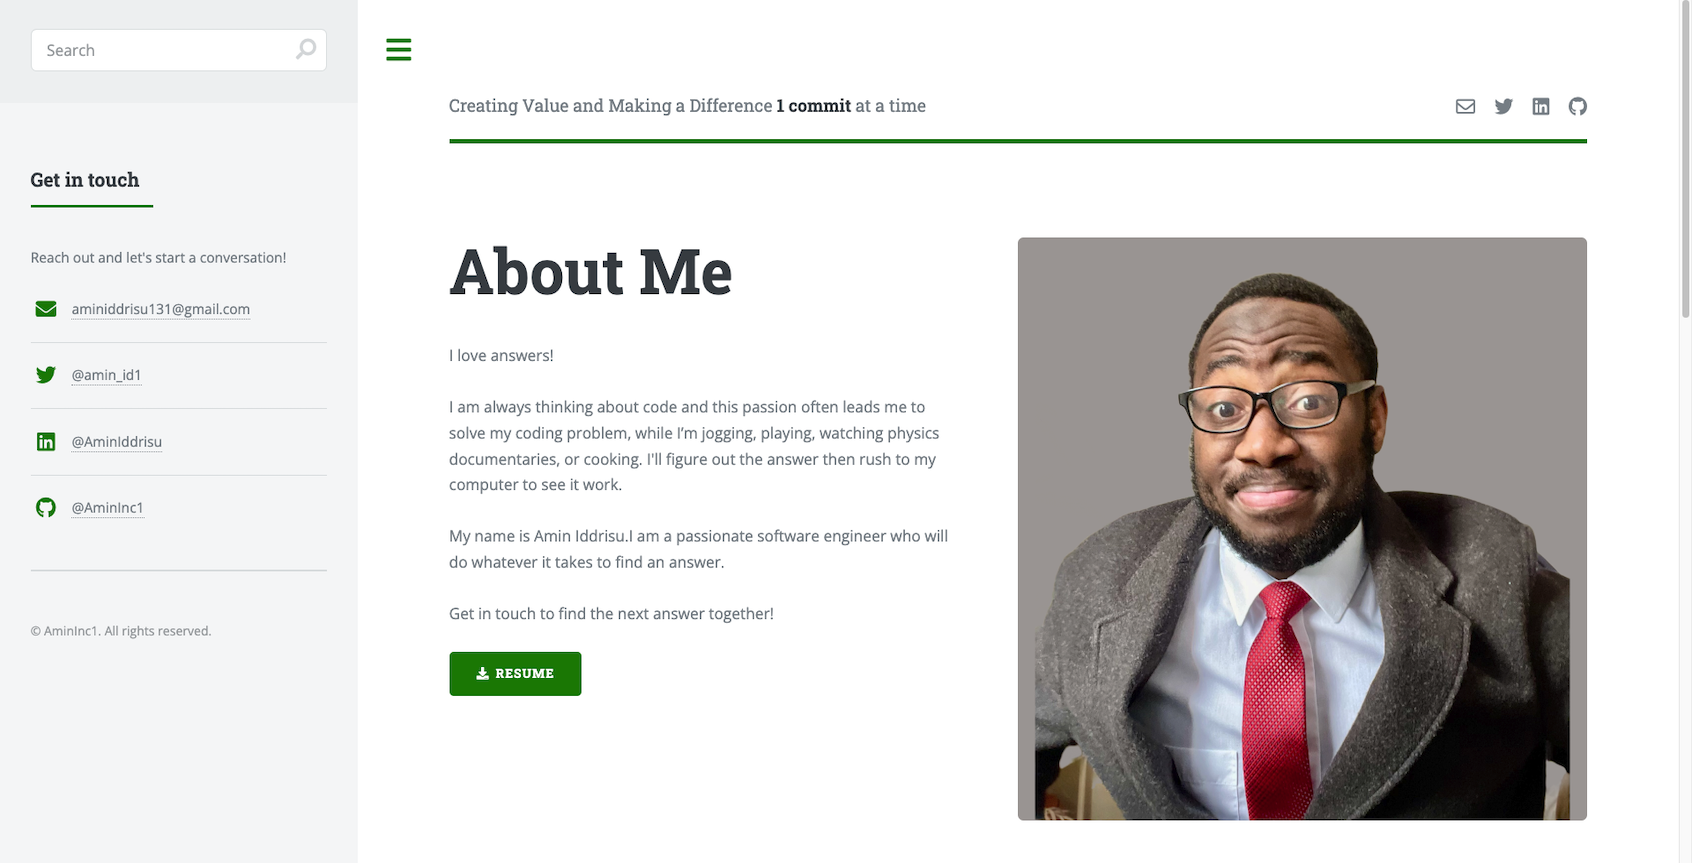 Search
Get in touch
Reach out and let's start a conversation!
aminiddrisu131@gmail.com
@amin_id1
@AminIddrisu
@AminInc1
© AminInc1. All rights reserved.
Creating Value and Making a Difference 1 commit at a time
About Me
I love answers!
I am always thinking about code and this passion often leads me to
solve my coding problem, while I’m jogging, playing, watching physics
documentaries, or cooking. I'll figure out the answer then rush to my
computer to see it work.
My name is Amin Iddrisu.I am a passionate software engineer who will
do whatever it takes to find an answer.
Get in touch to find the next answer together!
RESUME